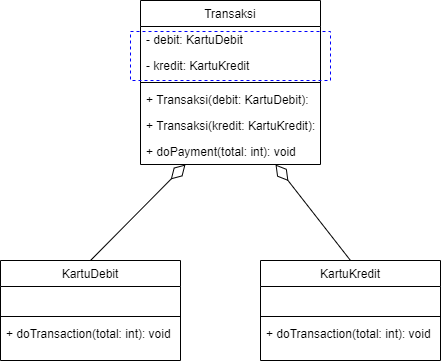 Transaksi
- debit: KartuDebit
- kredit: KartuKredit
+ Transaksi(debit: KartuDebit):
+ Transaksi(kredit: KartuKredit):
+ doPayment(total: int): void
KartuDebit
+ doTransaction(total: int): void
KartuKredit
+ doTransaction(total: int): void